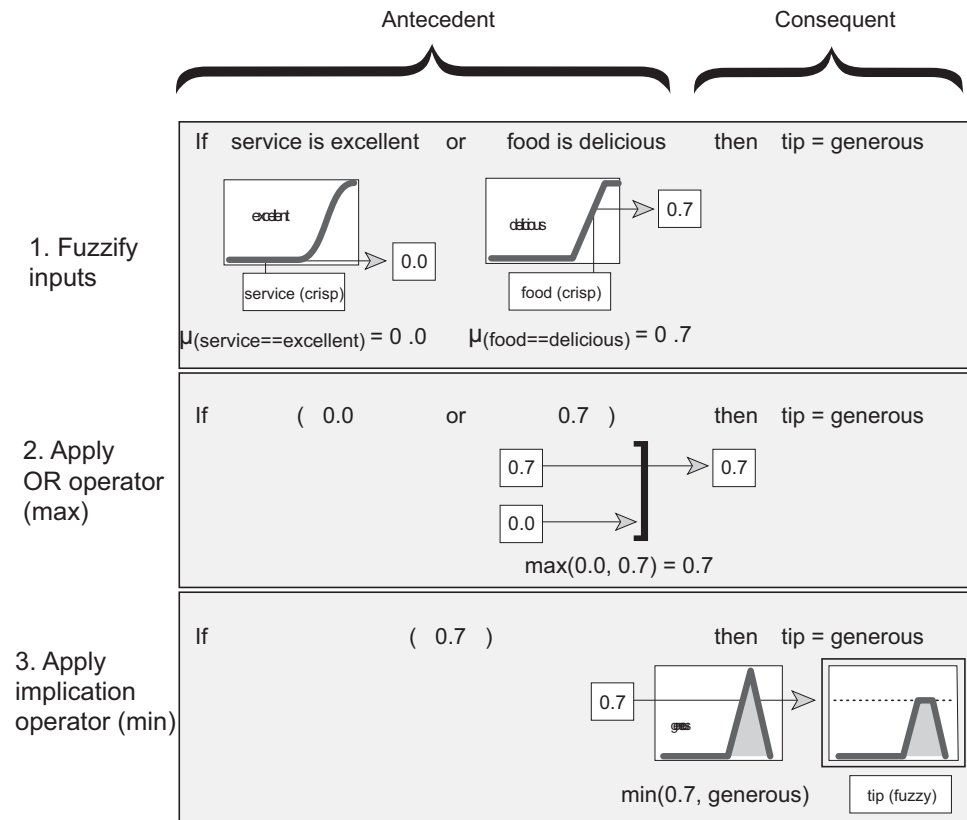 Antecedent
Consequent
If service is excellent or food is delicious then tip = generous
excellent
delicious
0.7
0.0
1. Fuzzify
inputs
service (crisp)
food (crisp)
μ(service==excellent) = 0 .0
μ(food==delicious) = 0 .7
If ( 0.0 or 0.7 ) then tip = generous
2. Apply
OR operator
(max)
0.7
0.7
0.0
max(0.0, 0.7) = 0.7
If ( 0.7 ) then tip = generous
3. Apply
implication
operator (min)
0.7
min(0.7, generous)
tip (fuzzy)